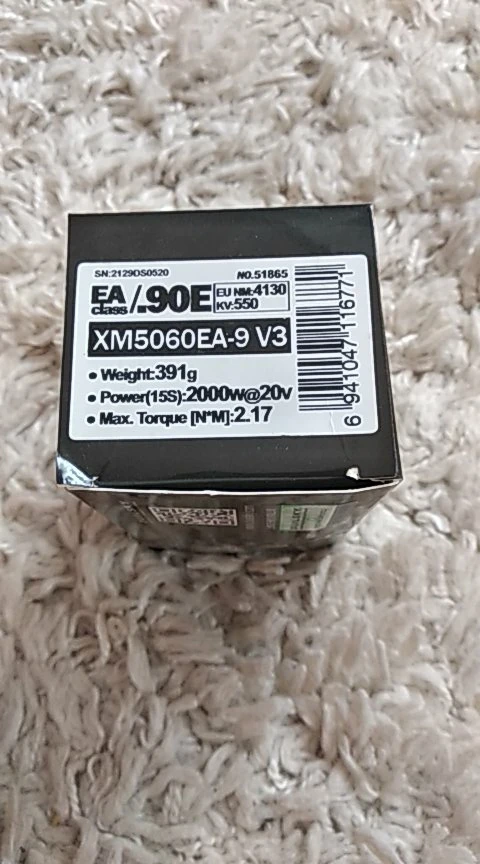 SN:2129DS0520 NO.51865
EA class /.90E EU NM:4130
KV:550
XM5060EA-9 V3
• Weight:391g
• Power(15S):2000w@20v
• Max. Torque [N*M]:2.17
6 941047 116771